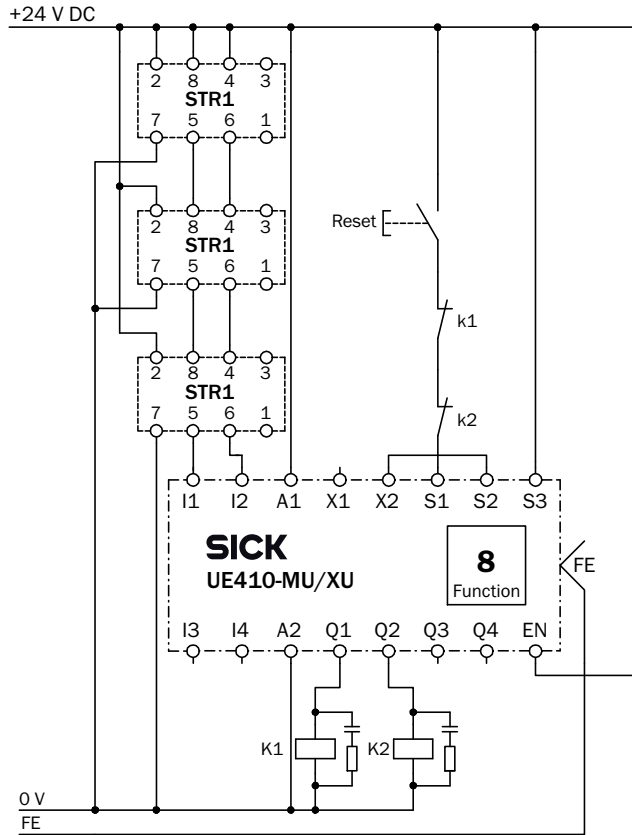 +24 V DC
2 8 4 3
STR1
7 5 6 1
2 8 4 3
STR1
7 5 6 1
Reset
k1
2 8 4 3
STR1
7 5 6 1
k2
I1 I2 A1 X1 X2 S1 S2 S3
SICK
UE410-MU/XU
8
Function
FE
I3 I4 A2 Q1 Q2 Q3 Q4 EN
K1 K2
0 V
FE